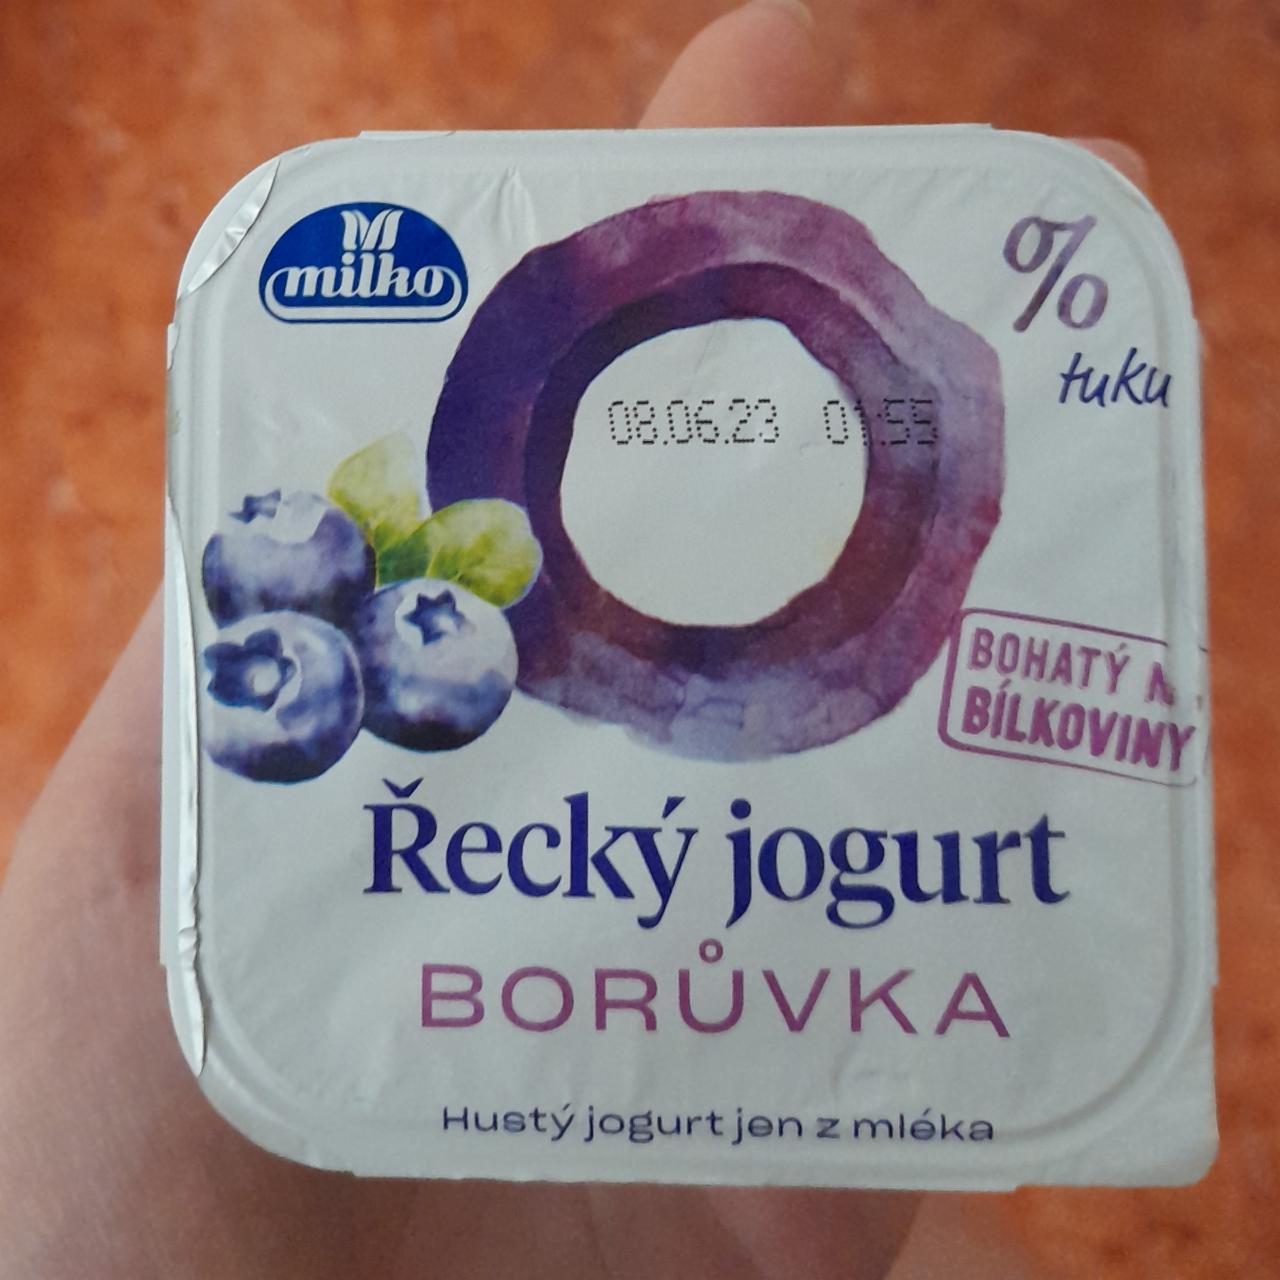 milko
0 % tuku
08.06.23 01:55
BOHATÝ NA
BÍLKOVINY
Řecký jogurt
BORŮVKA
Hustý jogurt jen z mléka